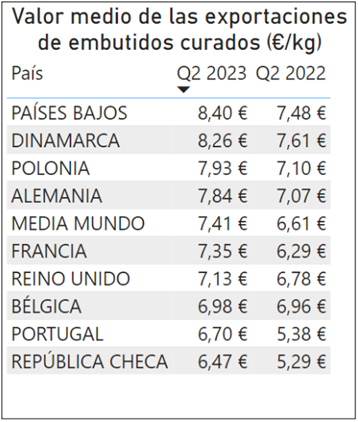 Valor medio de las exportaciones
de embutidos curados (€/kg)
País Q2 2023 Q2 2022
PAÍSES BAJOS 8,40 € 7,48 €
DINAMARCA 8,26 € 7,61 €
POLONIA 7,93 € 7,10 €
ALEMANIA 7,84 € 7,07 €
MEDIA MUNDO 7,41 € 6,61 €
FRANCIA 7,35 € 6,29 €
REINO UNIDO 7,13 € 6,78 €
BÉLGICA 6,98 € 6,96 €
PORTUGAL 6,70 € 5,38 €
REPÚBLICA CHECA 6,47 € 5,29 €